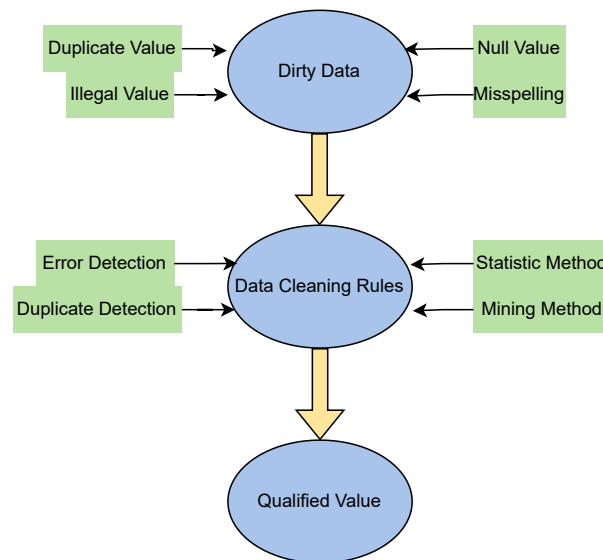 Duplicate Value
Null Value
Dirty Data
Illegal Value
Misspelling
Error Detection
Statistic Method
Data Cleaning Rules
Duplicate Detection
Mining Method
Qualified Value